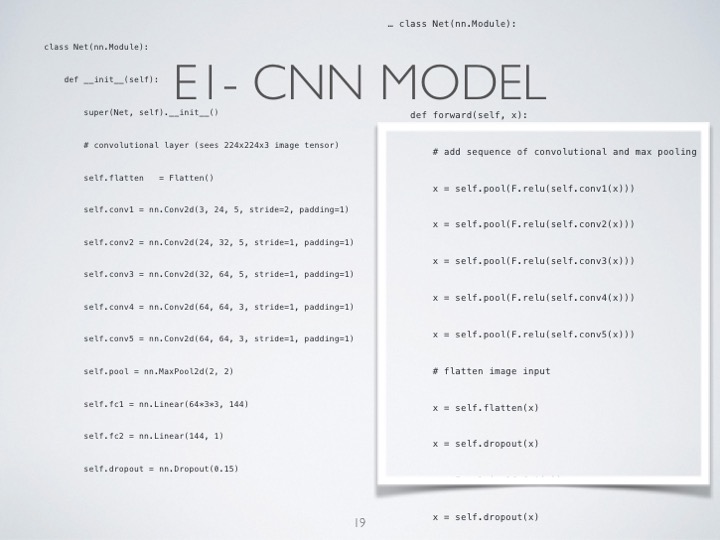 E1- CNN MODEL
class Net(nn.Module):
def __init__(self):
super(Net, self).__init__()
# convolutional layer (sees 224x224x3 image tensor)
self.flatten   = Flatten()
self.conv1 = nn.Conv2d(3, 24, 5, stride=2, padding=1)
self.conv2 = nn.Conv2d(24, 32, 5, stride=1, padding=1)
self.conv3 = nn.Conv2d(32, 64, 5, stride=1, padding=1)
self.conv4 = nn.Conv2d(64, 64, 3, stride=1, padding=1)
self.conv5 = nn.Conv2d(64, 64, 3, stride=1, padding=1)
self.pool = nn.MaxPool2d(2, 2)
self.fc1 = nn.Linear(64*3*3, 144)
self.fc2 = nn.Linear(144, 1)
self.dropout = nn.Dropout(0.15)
… class Net(nn.Module):
def forward(self, x):
# add sequence of convolutional and max pooling
x = self.pool(F.relu(self.conv1(x)))
x = self.pool(F.relu(self.conv2(x)))
x = self.pool(F.relu(self.conv3(x)))
x = self.pool(F.relu(self.conv4(x)))
x = self.pool(F.relu(self.conv5(x)))
# flatten image input
x = self.flatten(x)
x = self.dropout(x)
x = self.dropout(x)
19